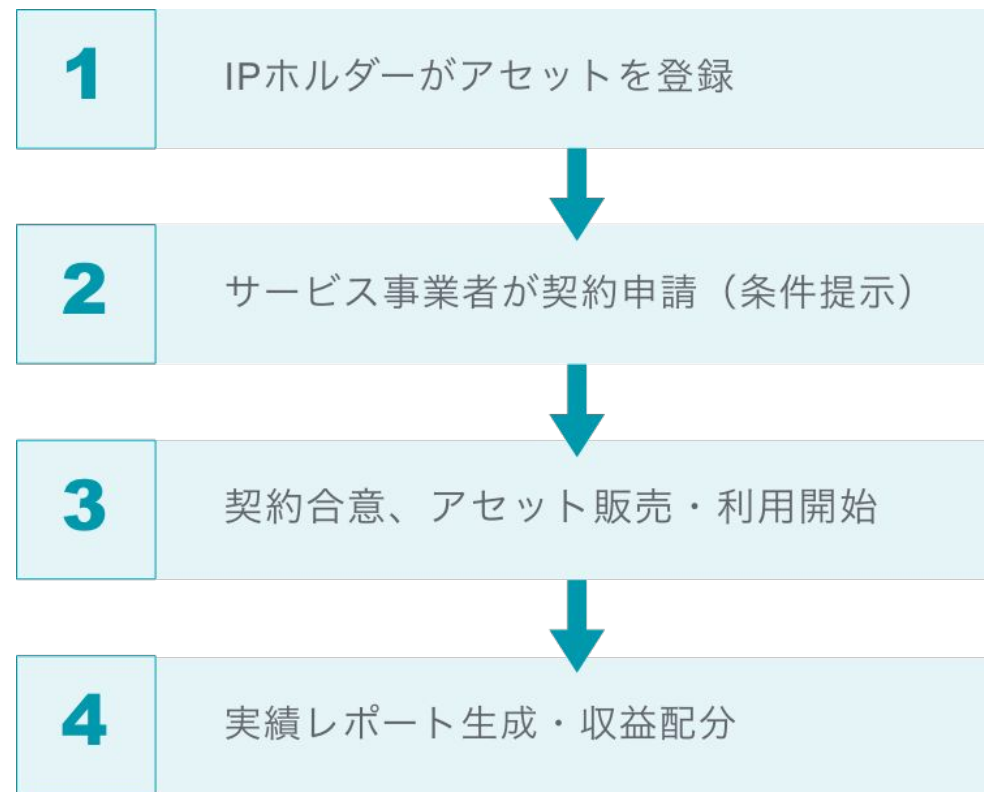 1
IPホルダーがアセットを登録
2
サービス事業者が契約申請（条件提示）
3
契約合意、アセット販売・利用開始
4
実績レポート生成・収益配分